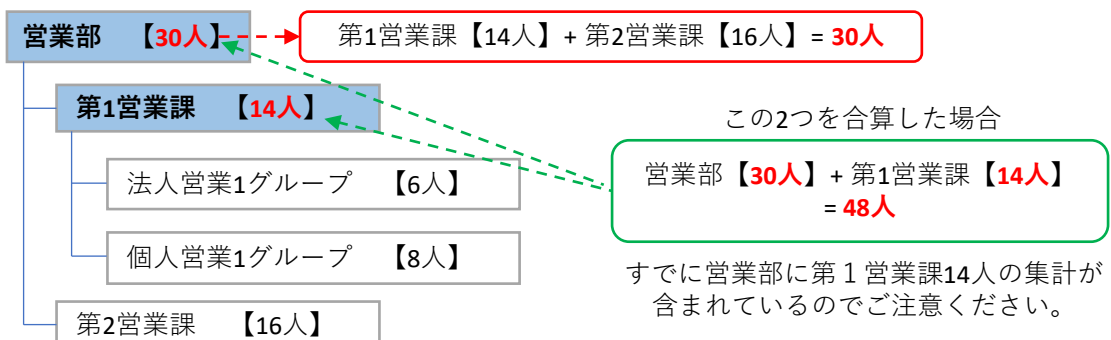 営業部 【30人】
第1営業課【14人】+ 第2営業課【16人】= 30人
第1営業課 【14人】
この2つを合算した場合
法人営業1グループ 【6人】
営業部【30人】+ 第1営業課【14人】
= 48人
個人営業1グループ 【8人】
すでに営業部に第１営業課14人の集計が
含まれているのでご注意ください。
第2営業課 【16人】